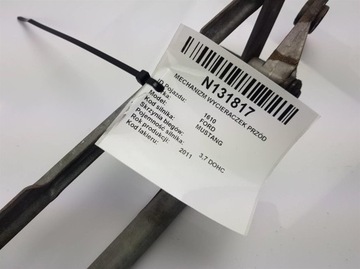 MECHANIZM WYCIERACZEK PRZÓD
N131817
ID Pojazdu: 1610
Marka: FORD
Model: MUSTANG
Kod silnika:
Skrzynia biegów:
Pojemność silnika: 3,7 DOHC
Rok produkcji: 2011
Kod lakieru: